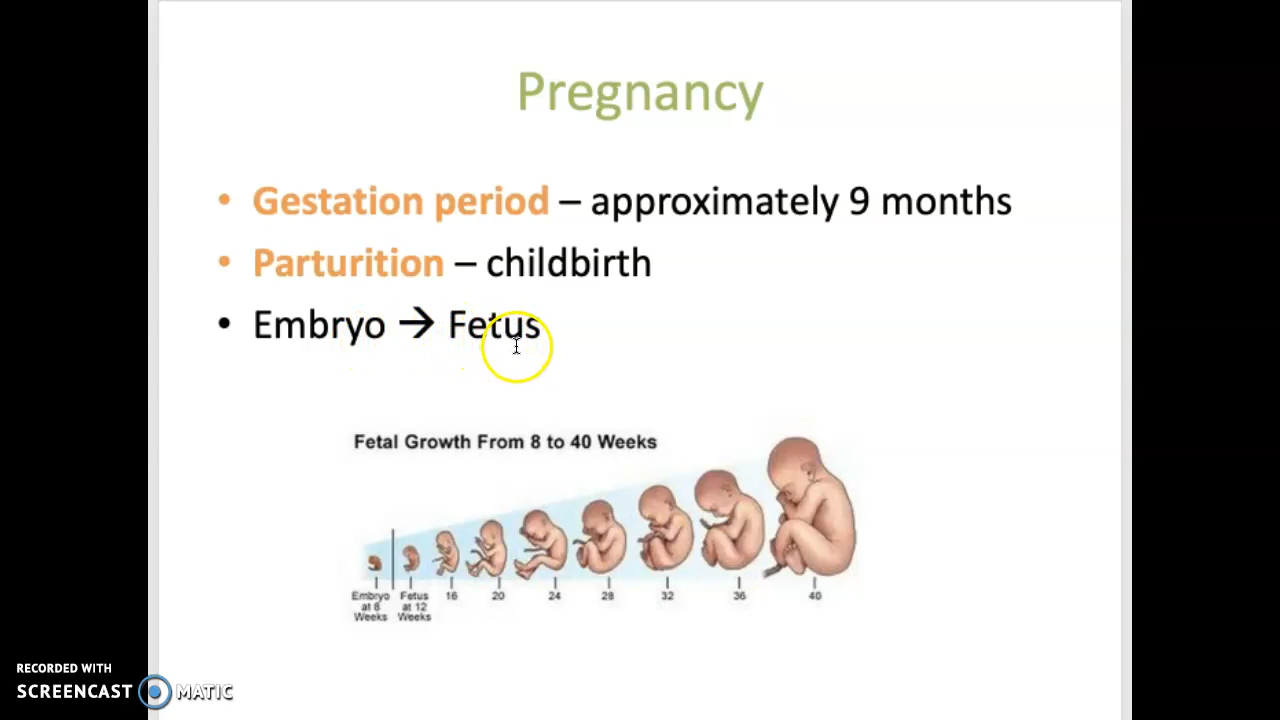 Pregnancy
• Gestation period – approximately 9 months
• Parturition – childbirth
• Embryo → Fetus
Fetal Growth From 8 to 40 Weeks
Embryo at 8 Weeks
Fetus at 12 Weeks
16 20 24 28 32 36 40
RECORDED WITH
SCREENCAST MATIC